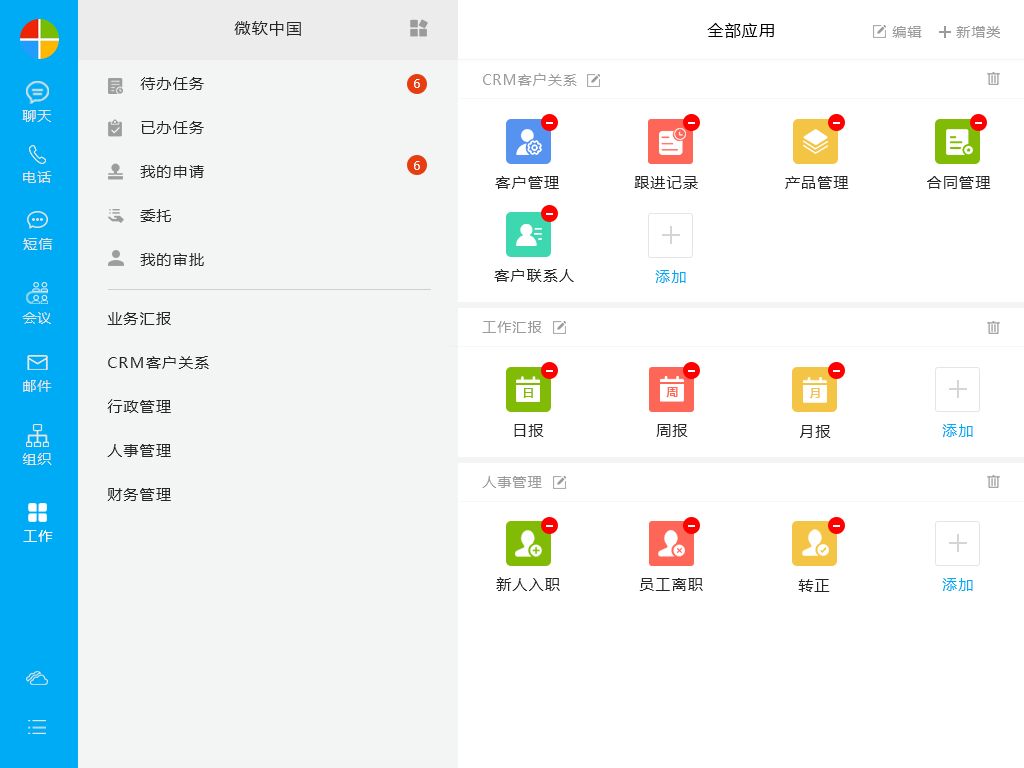 聊天
电话
短信
会议
邮件
组织
工作
微软中国
待办任务
6
已办任务
我的申请
6
委托
我的审批
业务汇报
CRM客户关系
行政管理
人事管理
财务管理
全部应用
编辑
新增类
CRM客户关系
客户管理
跟进记录
产品管理
合同管理
客户联系人
添加
工作汇报
日
周
月
日报
周报
月报
添加
人事管理
新人入职
员工离职
转正
添加